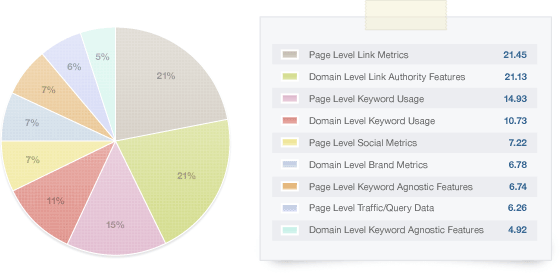 21%
21%
15%
11%
7%
7%
7%
6%
5%
Page Level Link Metrics 21.45
Domain Level Link Authority Features 21.13
Page Level Keyword Usage 14.93
Domain Level Keyword Usage 10.73
Page Level Social Metrics 7.22
Domain Level Brand Metrics 6.78
Page Level Keyword Agnostic Features 6.74
Page Level Traffic/Query Data 6.26
Domain Level Keyword Agnostic Features 4.92